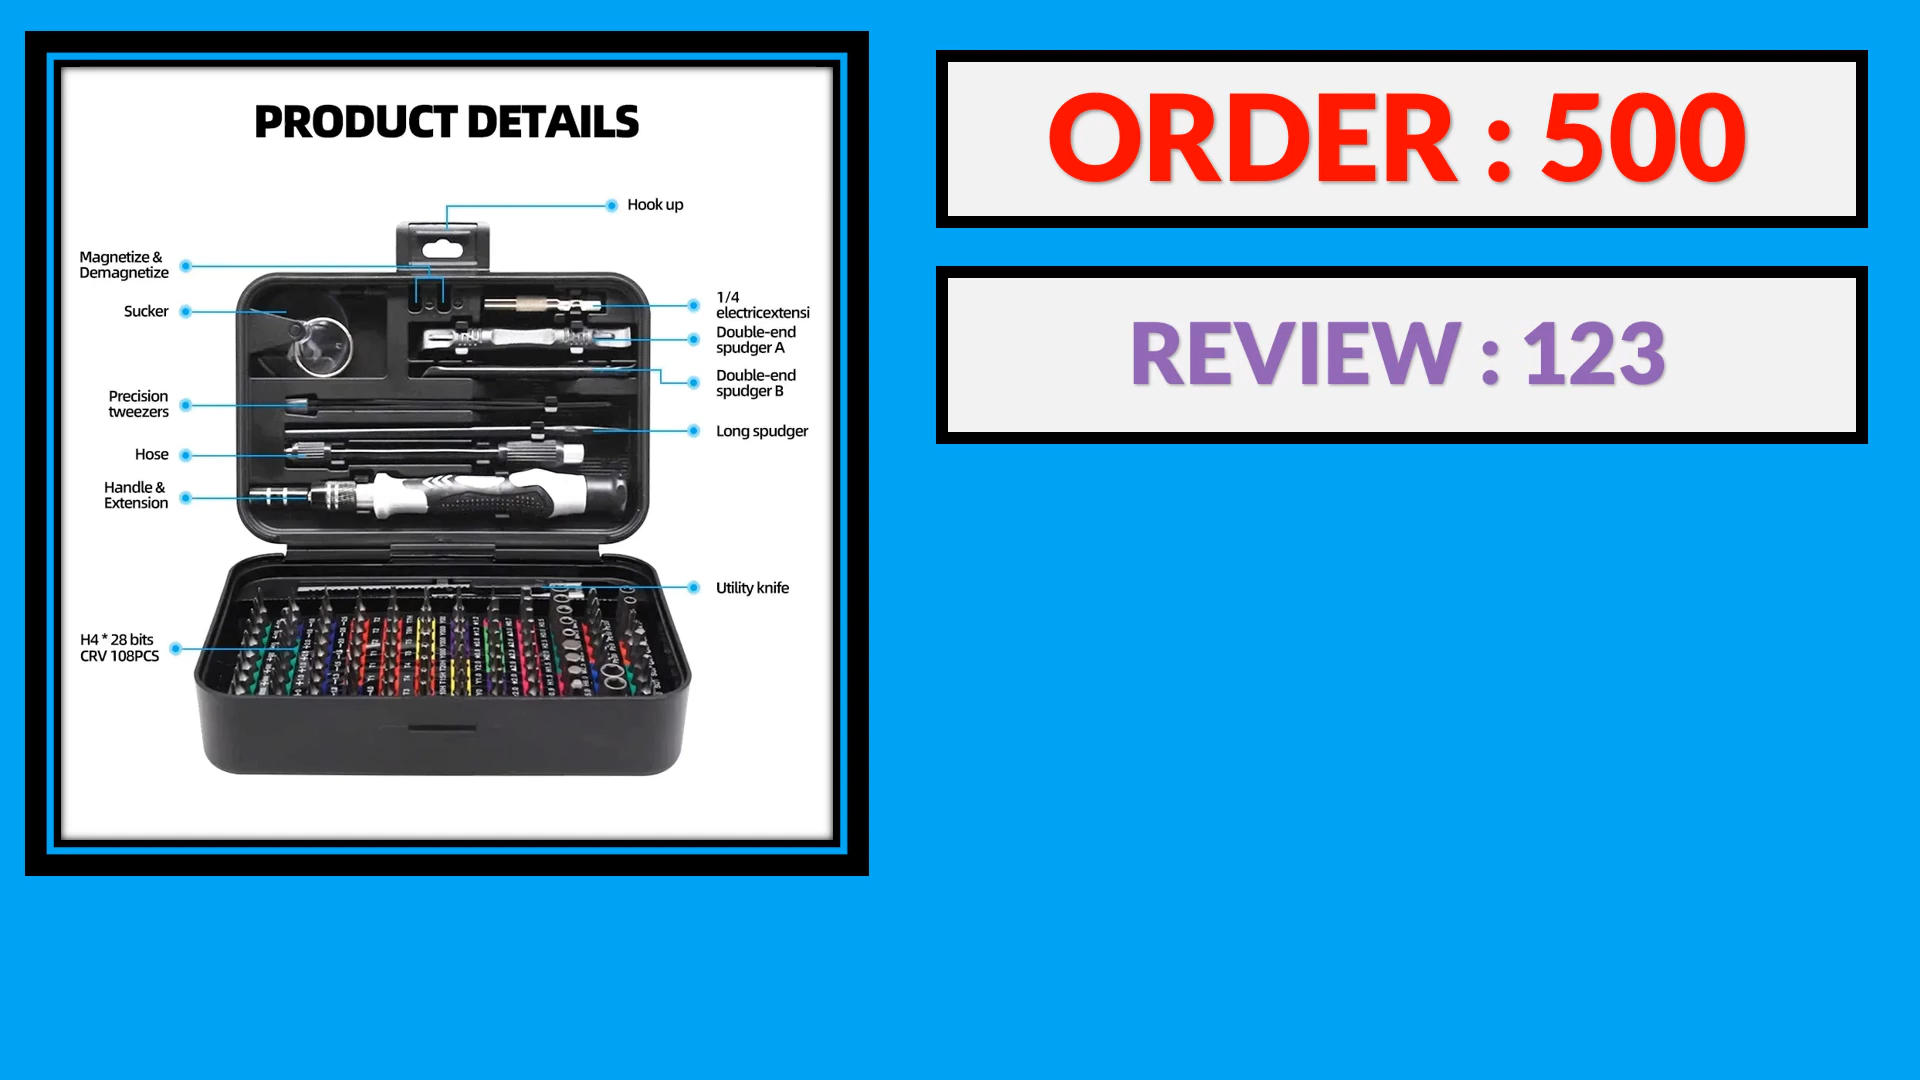 PRODUCT DETAILS
Hook up
Magnetize &
Demagnetize
Sucker
Precision
tweezers
Hose
Handle &
Extension
H4 * 28 bits
CRV 108PCS
1/4
electricextensi
Double-end
spudger A
Double-end
spudger B
Long spudger
Utility knife
ORDER : 500
REVIEW : 123